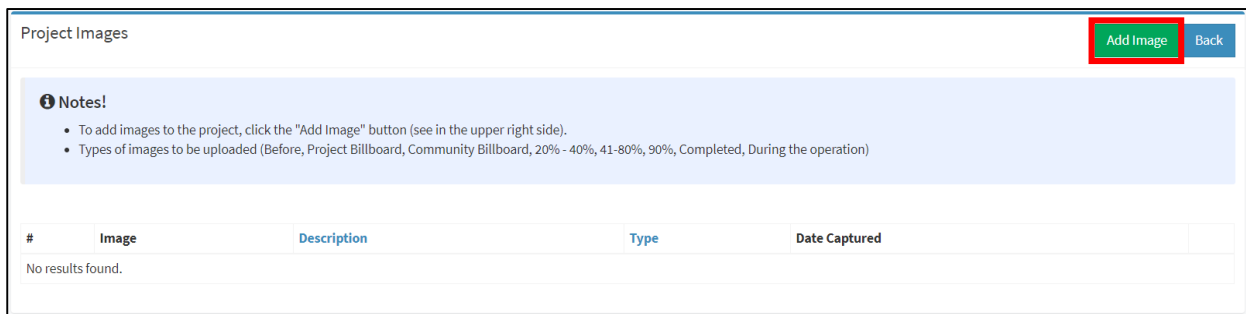 Project Images
Add Image
Back
Notes!
To add images to the project, click the "Add Image" button (see in the upper right side).
Types of images to be uploaded (Before, Project Billboard, Community Billboard, 20% - 40%, 41-80%, 90%, Completed, During the operation)
# Image Description Type Date Captured
No results found.